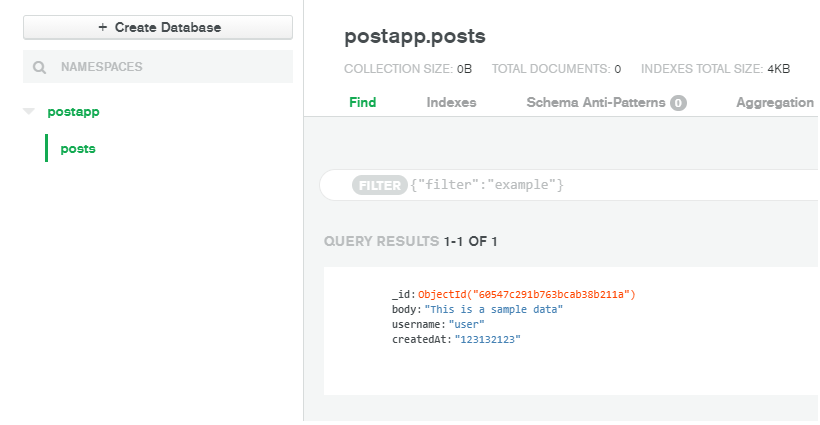 + Create Database
NAMESPACES
postapp
posts
postapp.posts
COLLECTION SIZE: 0B TOTAL DOCUMENTS: 0 INDEXES TOTAL SIZE: 4KB
Find Indexes Schema Anti-Patterns 0 Aggregation
FILTER {"filter":"example"}
QUERY RESULTS 1-1 OF 1
_id: ObjectId("60547c291b763bcab38b211a")
body: "This is a sample data"
username: "user"
createdAt: "123132123"